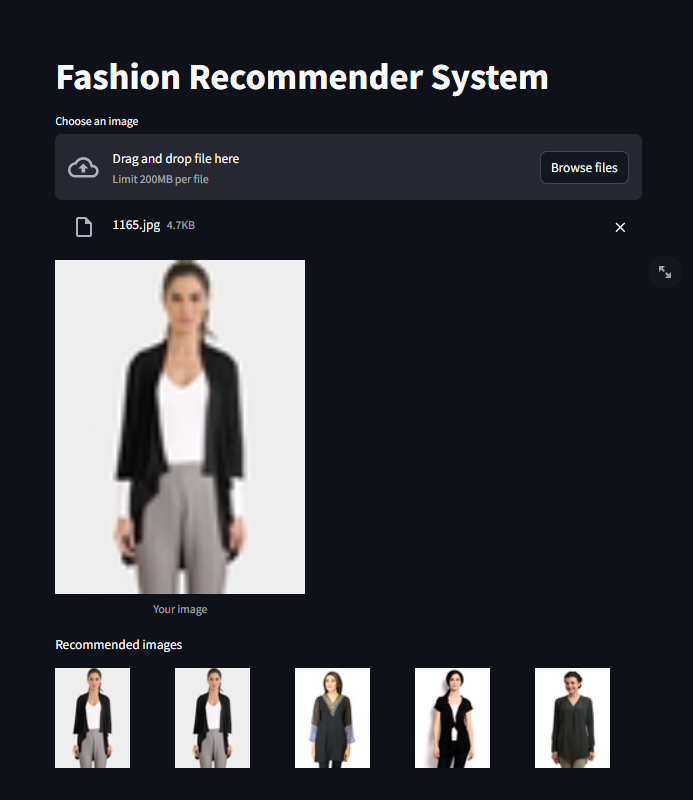 Fashion Recommender System
Choose an image
Drag and drop file here
Limit 200MB per file
Browse files
1165.jpg 4.7KB
Your image
Recommended images